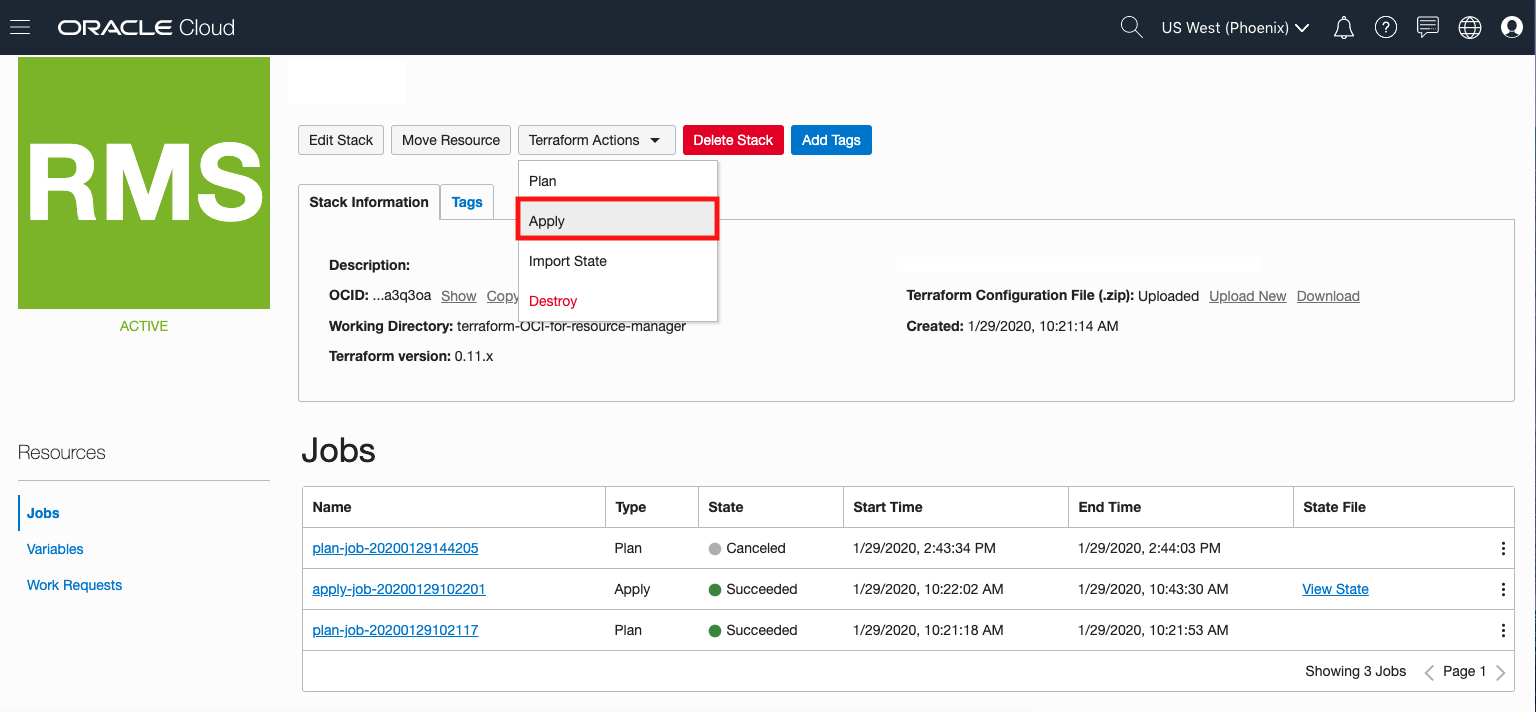 ORACLE Cloud
US West (Phoenix)
RMS
ACTIVE
Edit Stack Move Resource Terraform Actions Delete Stack Add Tags
Plan
Apply
Import State
Destroy
Stack Information Tags
Description:
OCID: ...a3q3oa Show Copy
Working Directory: terraform-OCI-for-resource-manager
Terraform version: 0.11.x
Terraform Configuration File (.zip): Uploaded Upload New Download
Created: 1/29/2020, 10:21:14 AM
Resources
Jobs
Variables
Work Requests
Jobs
Name Type State Start Time End Time State File
plan-job-20200129144205 Plan Canceled 1/29/2020, 2:43:34 PM 1/29/2020, 2:44:03 PM
apply-job-20200129102201 Apply Succeeded 1/29/2020, 10:22:02 AM 1/29/2020, 10:43:30 AM View State
plan-job-20200129102117 Plan Succeeded 1/29/2020, 10:21:18 AM 1/29/2020, 10:21:53 AM
Showing 3 Jobs Page 1